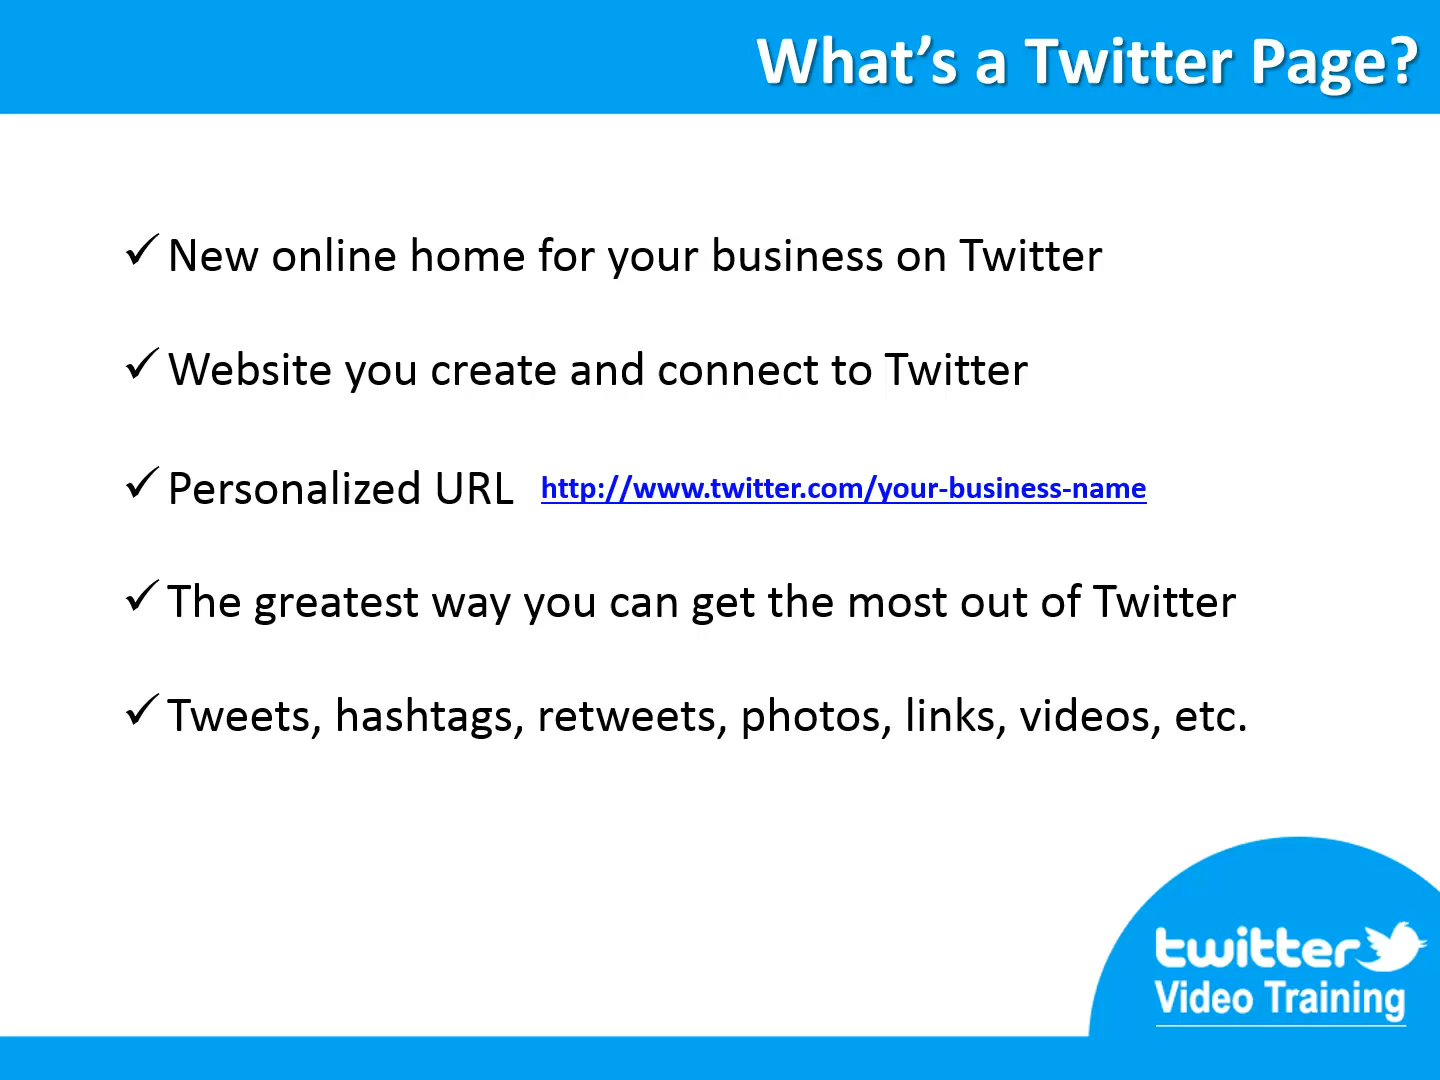 What’s a Twitter Page?
✓ New online home for your business on Twitter
✓ Website you create and connect to Twitter
✓ Personalized URL http://www.twitter.com/your-business-name
✓ The greatest way you can get the most out of Twitter
✓ Tweets, hashtags, retweets, photos, links, videos, etc.
twitter
Video Training